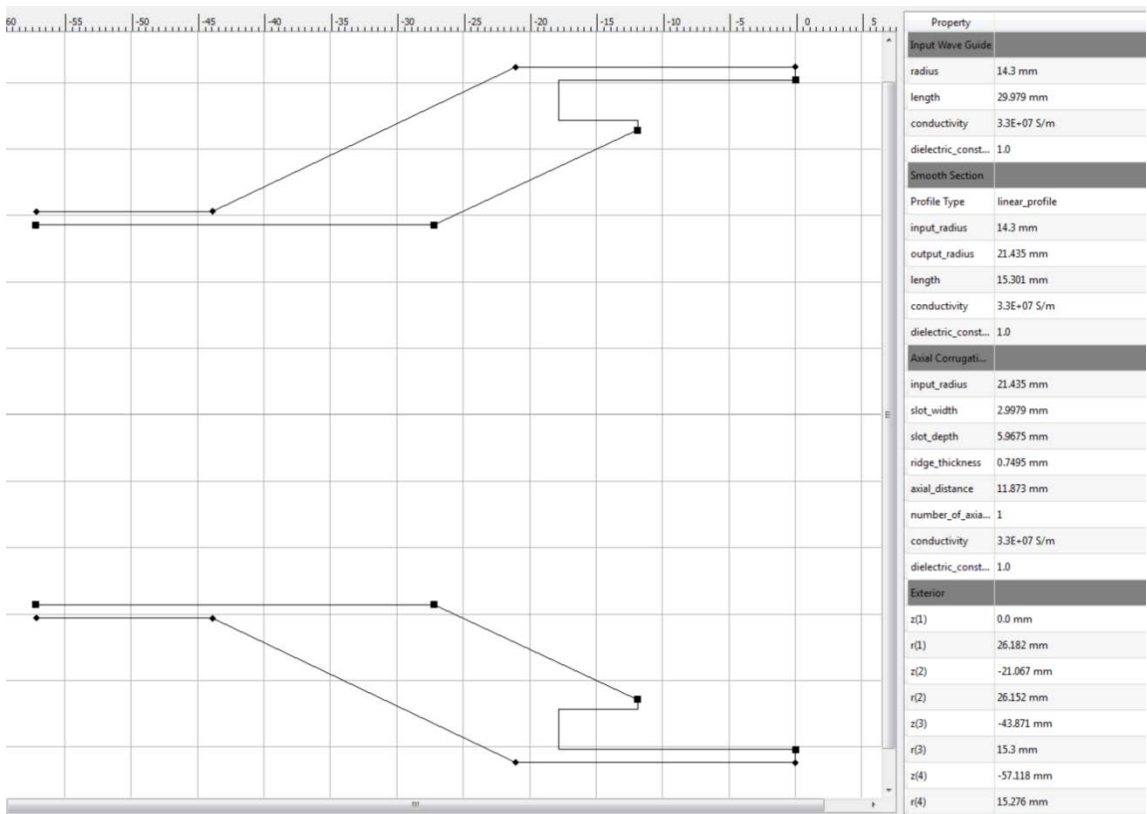 60 -50 -45 -40 -35 -30 -25 -20 -15 -10 -5 0 5
Property
Input Wave Guide
radius 14.3 mm
length 29.979 mm
conductivity 3.3E+07 S/m
dielectric_const... 1.0
Smooth Section
Profile Type linear_profile
input_radius 14.3 mm
output_radius 21.435 mm
length 15.301 mm
conductivity 3.3E+07 S/m
dielectric_const... 1.0
Axial Corrugati...
input_radius 21.435 mm
slot_width 2.9979 mm
slot_depth 5.9675 mm
ridge_thickness 0.7495 mm
axial_distance 11.873 mm
number_of_axia... 1
conductivity 3.3E+07 S/m
dielectric_const... 1.0
Exterior
z(1) 0.0 mm
r(1) 26.182 mm
z(2) -21.067 mm
r(2) 26.152 mm
z(3) -43.871 mm
r(3) 15.3 mm
z(4) -57.118 mm
r(4) 15.276 mm